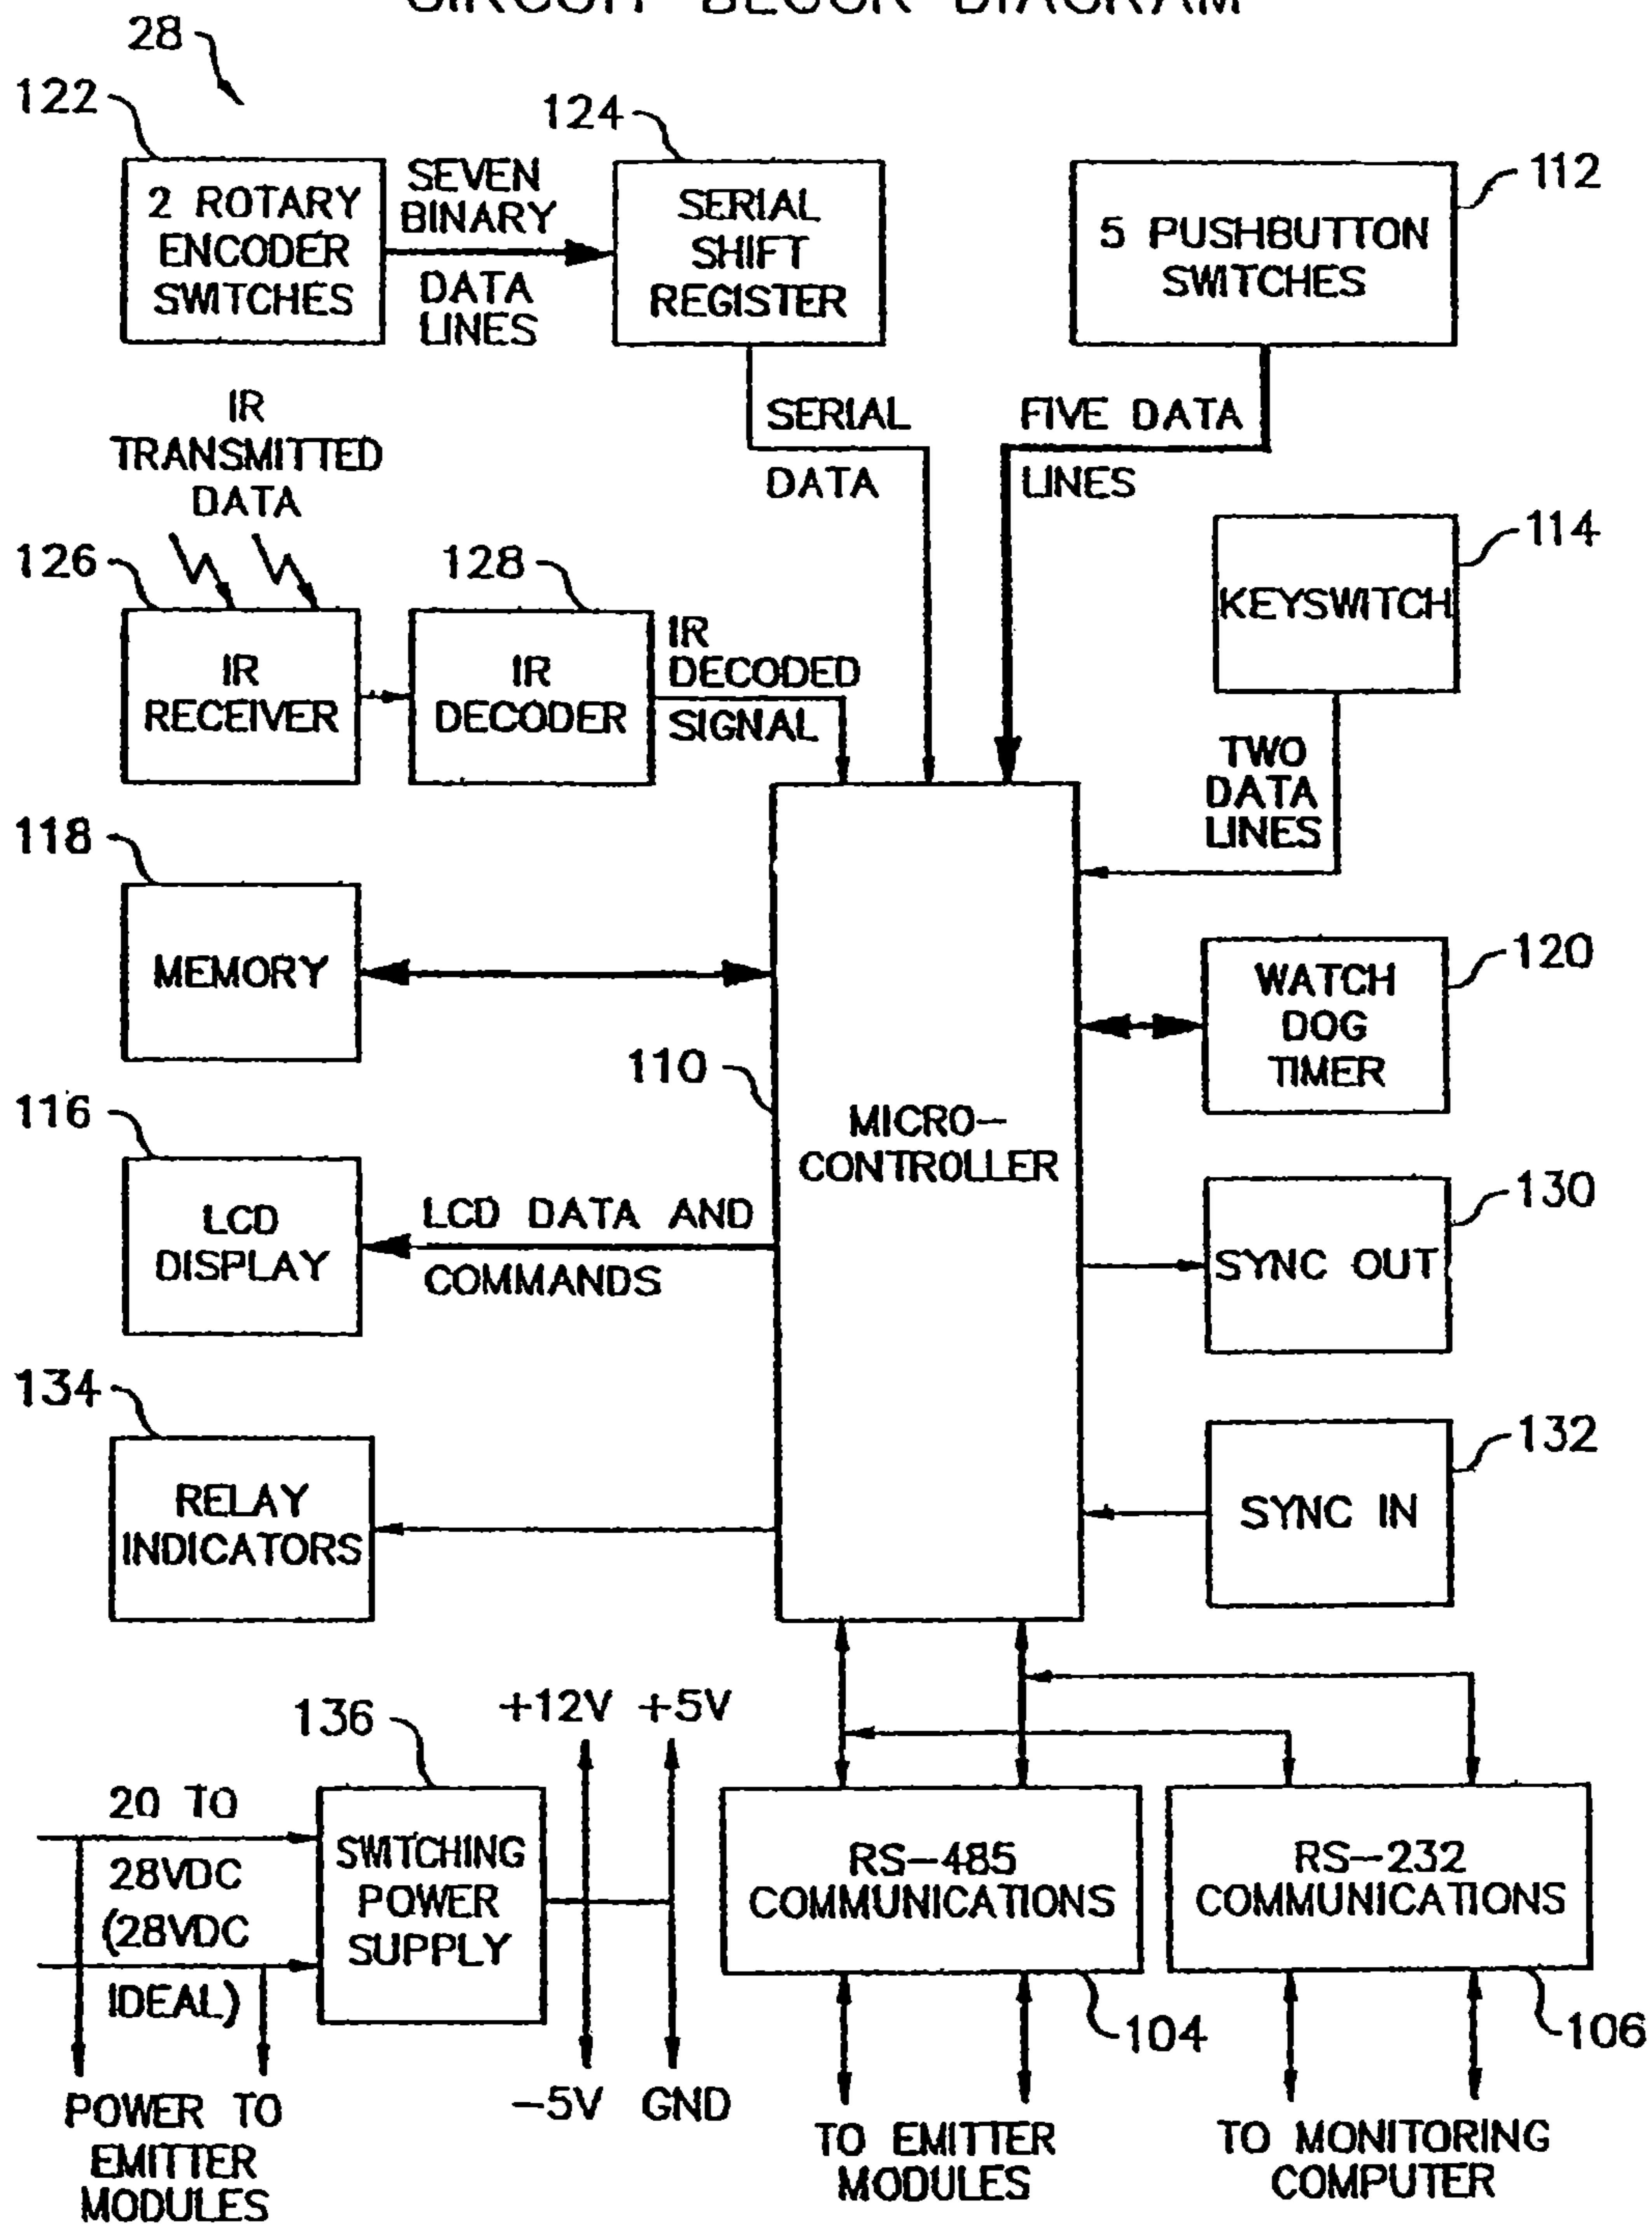 CIRCUIT BLOCK DIAGRAM
28
122
2 ROTARY
ENCODER
SWITCHES
SEVEN
BINARY
DATA
LINES
124
SERIAL
SHIFT
REGISTER
112
5 PUSHBUTTON
SWITCHES
SERIAL
DATA
FIVE DATA
LINES
IR
TRANSMITTED
DATA
126
IR
RECEIVER
128
IR
DECODER
IR
DECODED
SIGNAL
114
KEYSWITCH
TWO
DATA
LINES
118
MEMORY
110
MICRO-
CONTROLLER
120
WATCH
DOG
TIMER
116
LCD
DISPLAY
LCD DATA AND
COMMANDS
130
SYNC OUT
134
RELAY
INDICATORS
132
SYNC IN
136
SWITCHING
POWER
SUPPLY
20 TO
28VDC
(28VDC
IDEAL)
POWER TO
EMITTER
MODULES
+12V
+5V
-5V
GND
RS-485
COMMUNICATIONS
104
TO EMITTER
MODULES
RS-232
COMMUNICATIONS
106
TO MONITORING
COMPUTER